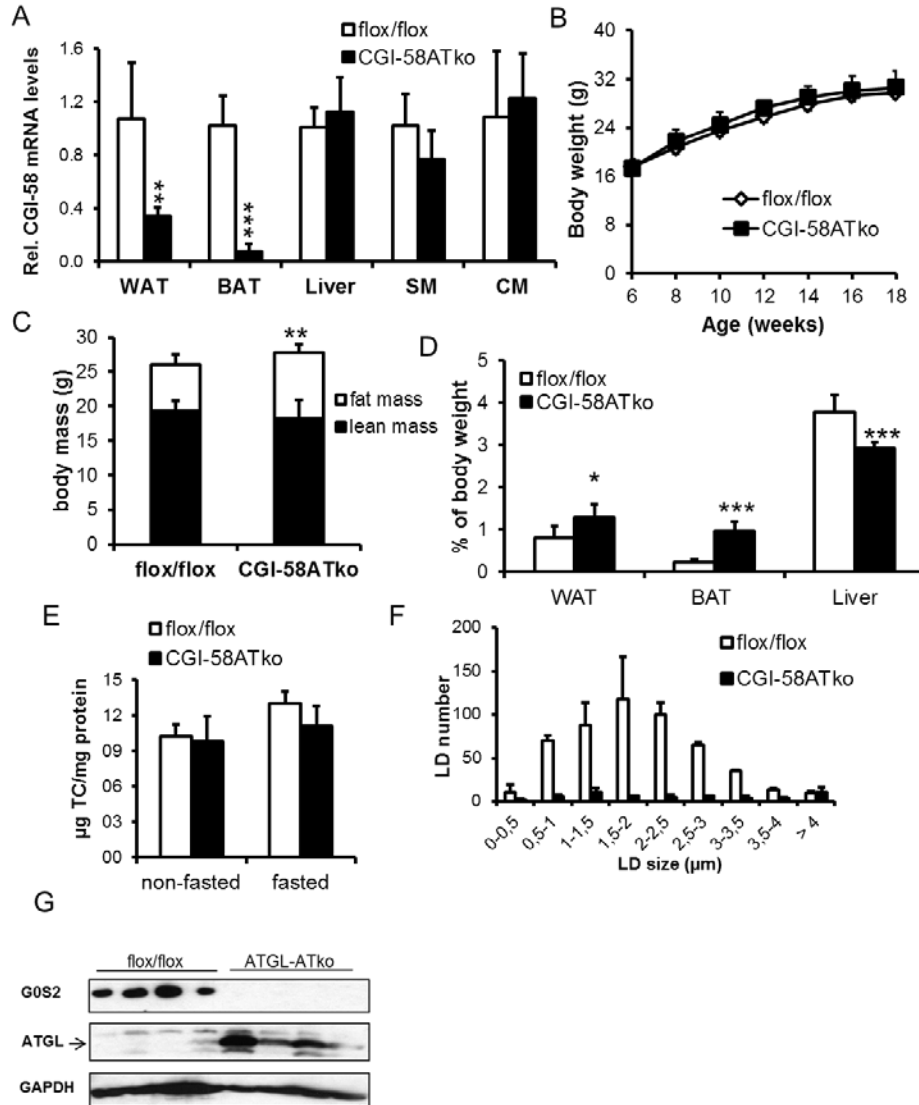 A
flox/flox
CGI-58ATko
Rel. CGI-58 mRNA levels
1.6
1.2
0.8
0.4
0.0
**
***
WAT BAT Liver SM CM
B
Body weight (g)
40
32
24
16
8
0
flox/flox
CGI-58ATko
6 8 10 12 14 16 18
Age (weeks)
C
body mass (g)
30
25
20
15
10
5
0
**
fat mass
lean mass
flox/flox CGI-58ATko
D
flox/flox
CGI-58ATko
% of body weight
5
4
3
2
1
0
*
***
***
WAT BAT Liver
E
flox/flox
CGI-58ATko
µg TC/mg protein
15
12
09
06
03
00
non-fasted fasted
F
flox/flox
CGI-58ATko
LD number
200
150
100
50
0
0-0,5 0,5-1 1-1,5 1,5-2 2-2,5 2,5-3 3-3,5 3,5-4 > 4
LD size (µm)
G
flox/flox ATGL-ATko
G0S2
ATGL
GAPDH